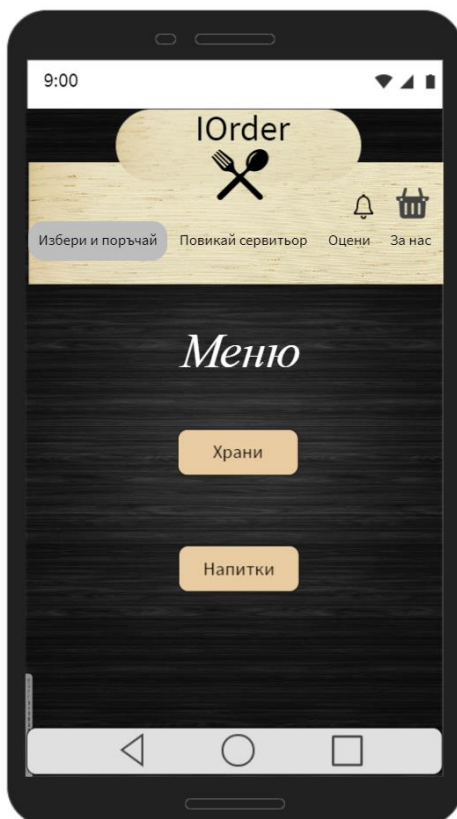 9:00
IOrder
Избери и поръчай Повикай сервитьор Оцени За нас
Меню
Храни
Напитки